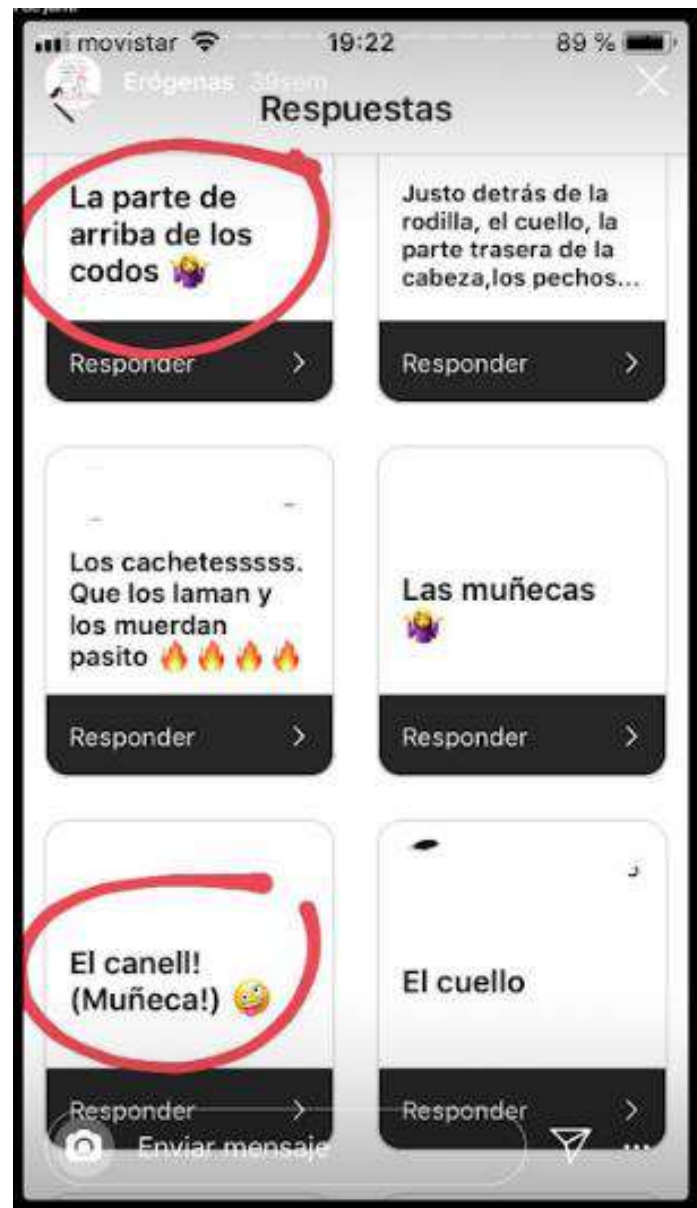 movistar 19:22 89 %
Erógenas 39sem
Respuestas
La parte de
arriba de los
codos 🤷‍♀️
Responder
Justo detrás de la
rodilla, el cuello, la
parte trasera de la
cabeza,los pechos...
Responder
Los cachetesssss.
Que los laman y
los muerdan
pasito 🔥🔥🔥🔥
Responder
Las muñecas
🤷‍♀️
Responder
El canell!
(Muñeca!) 🤪
Responder
El cuello
Responder
Enviar mensaje